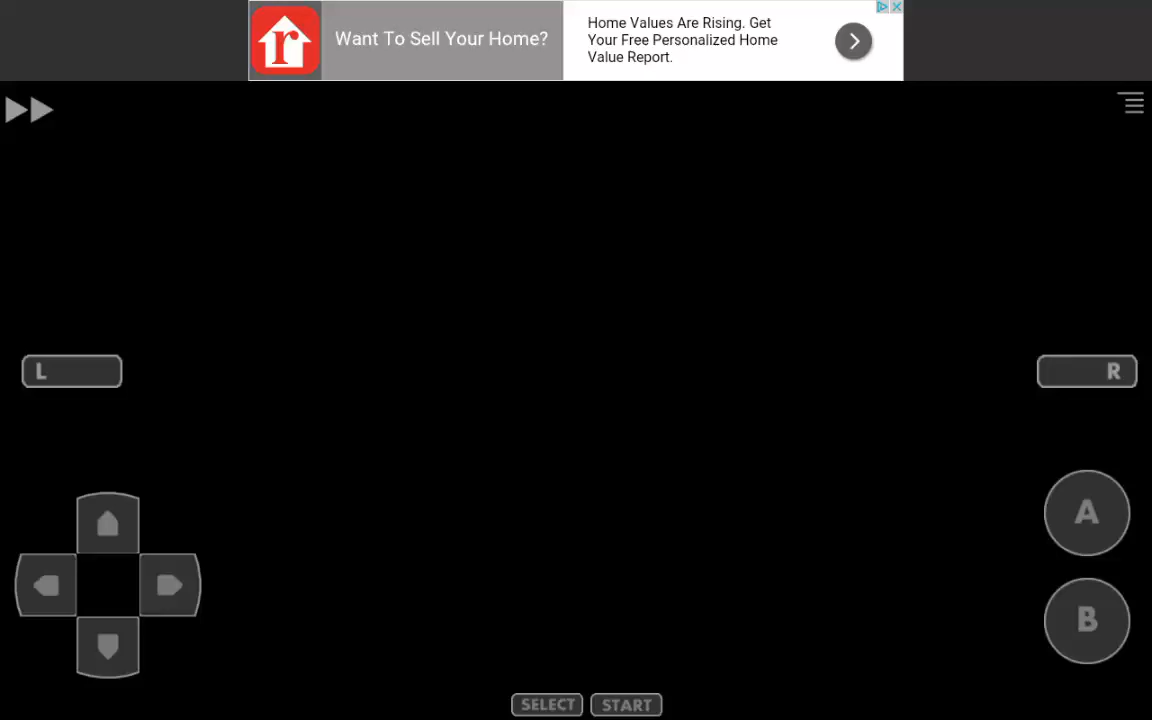 r
Want To Sell Your Home?
Home Values Are Rising. Get
Your Free Personalized Home
Value Report.
L
R
A
B
SELECT
START